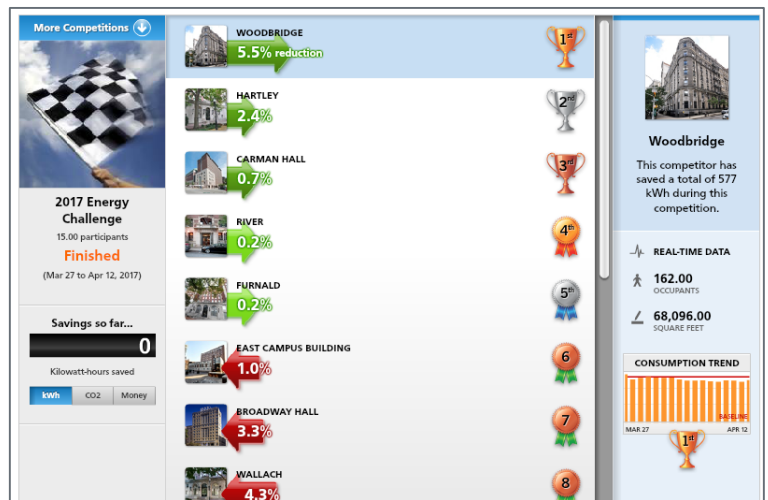 More Competitions
2017 Energy
Challenge
15.00 participants
Finished
(Mar 27 to Apr 12, 2017)
Savings so far...
0
Kilowatt-hours saved
kWh CO2 Money
WOODBRIDGE
5.5% reduction
1st
HARTLEY
2.4%
2nd
CARMAN HALL
0.7%
3rd
RIVER
0.2%
4th
FURNALD
0.2%
5th
EAST CAMPUS BUILDING
1.0%
6
BROADWAY HALL
3.3%
7
WALLACH
4.3%
8
Woodbridge
This competitor has
saved a total of 577
kWh during this
competition.
REAL-TIME DATA
162.00
OCCUPANTS
68,096.00
SQUARE FEET
CONSUMPTION TREND
BASELINE
MAR 27 APR 12
1st